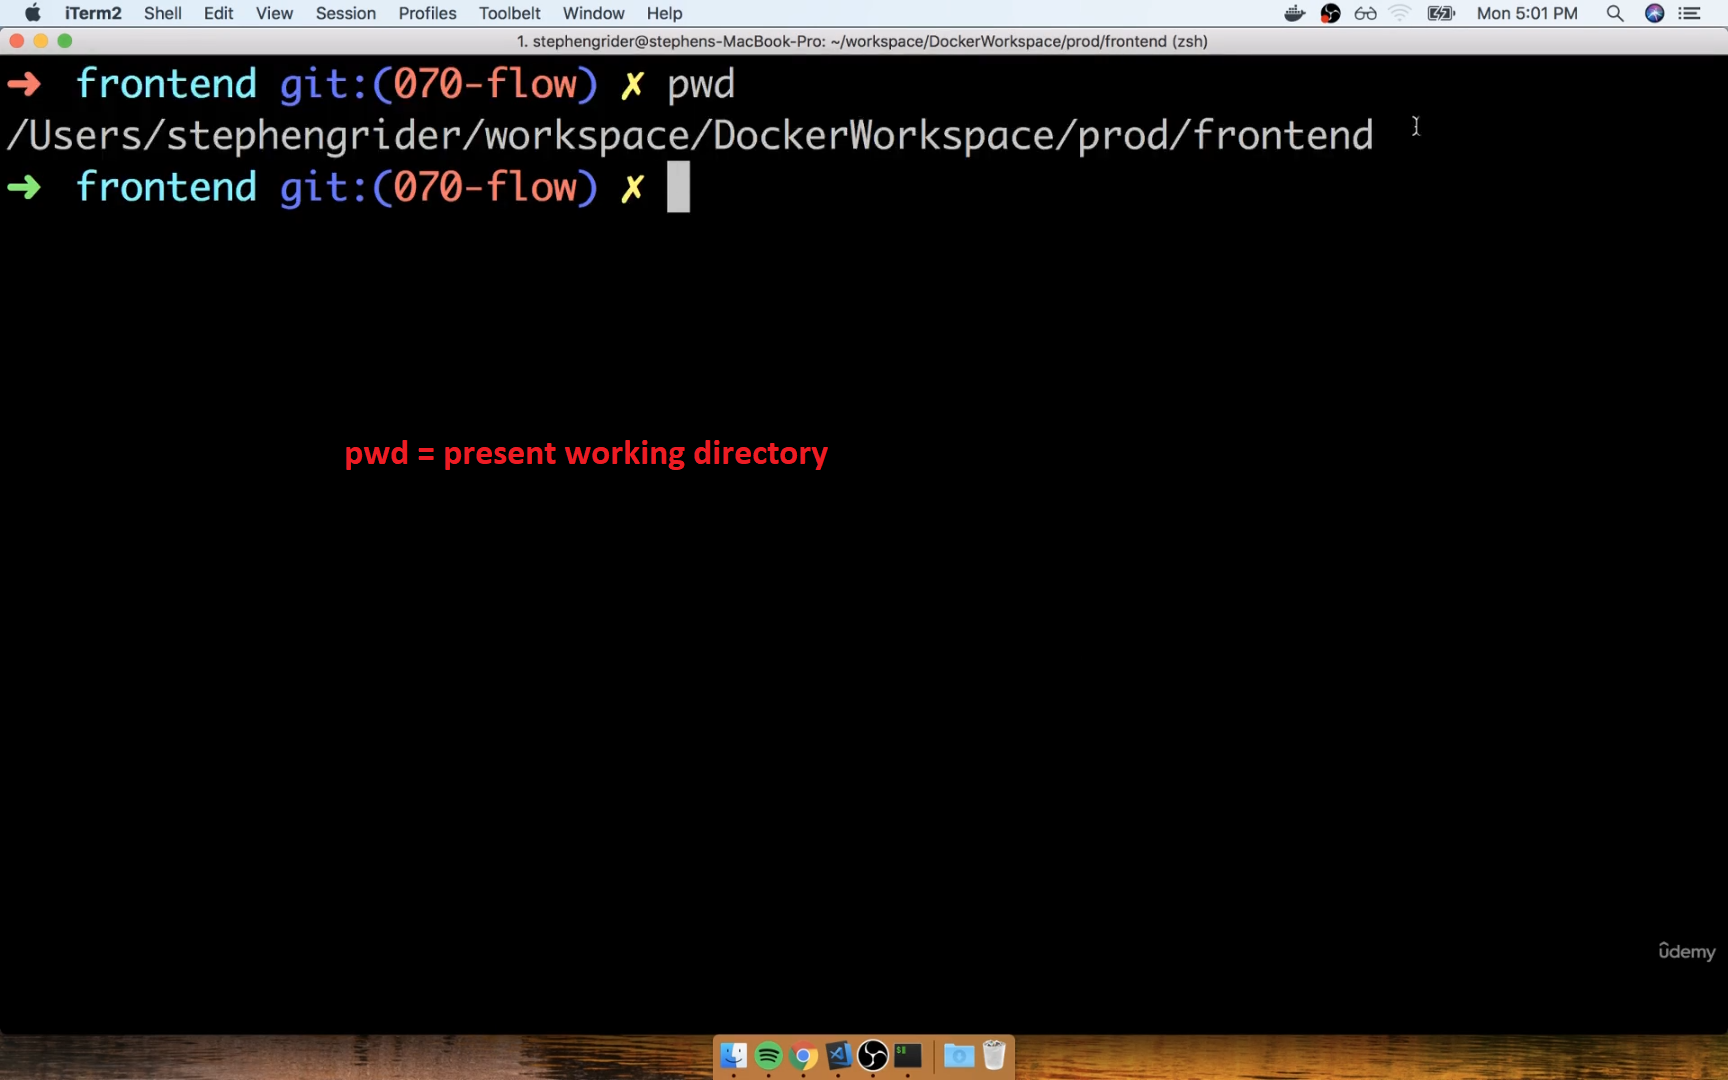 iTerm2 Shell Edit View Session Profiles Toolbelt Window Help Mon 5:01 PM
1. stephengrider@stephens-MacBook-Pro: ~/workspace/DockerWorkspace/prod/frontend (zsh)
➜ frontend git:(070-flow) ✗ pwd
/Users/stephengrider/workspace/DockerWorkspace/prod/frontend
➜ frontend git:(070-flow) ✗
pwd = present working directory
ûdemy